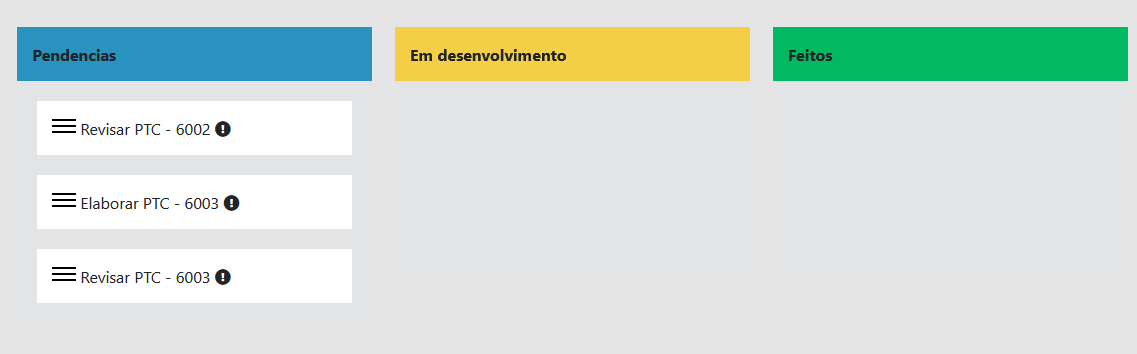 Pendencias
Revisar PTC - 6002
Elaborar PTC - 6003
Revisar PTC - 6003
Em desenvolvimento
Feitos